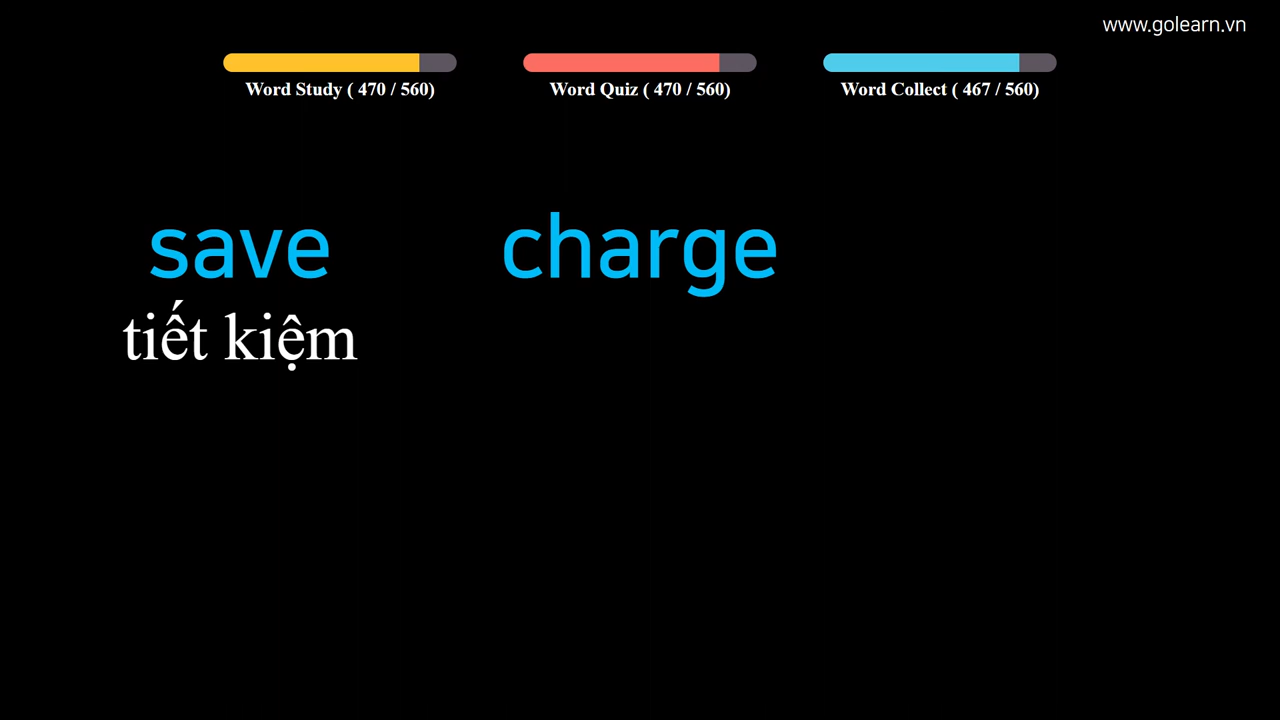 www.golearn.vn
Word Study ( 470 / 560)
Word Quiz ( 470 / 560)
Word Collect ( 467 / 560)
save
charge
tiết kiệm